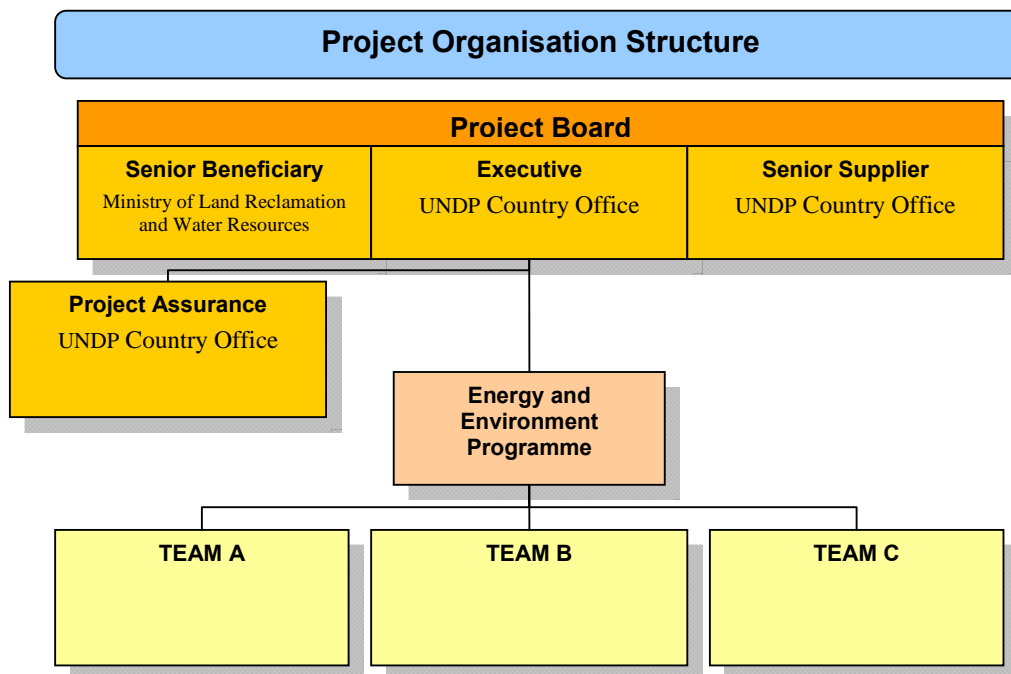 Project Organisation Structure
Project Board
Senior Beneficiary
Ministry of Land Reclamation
and Water Resources
Executive
UNDP Country Office
Senior Supplier
UNDP Country Office
Project Assurance
UNDP Country Office
Energy and
Environment
Programme
TEAM A
TEAM B
TEAM C